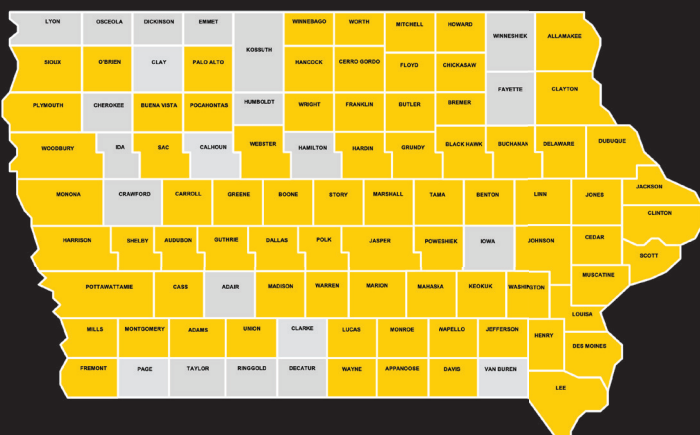 LYON
OSCEOLA
DICKINSON
EMMET
KOSSUTH
WINNEBAGO
WORTH
MITCHELL
HOWARD
WINNESHIEK
ALLAMAKEE
SIOUX
O'BRIEN
CLAY
PALO ALTO
HANCOCK
CERRO GORDO
FLOYD
CHICKASAW
FAYETTE
CLAYTON
PLYMOUTH
CHEROKEE
BUENA VISTA
POCAHONTAS
HUMBOLDT
WRIGHT
FRANKLIN
BUTLER
BREMER
WOODBURY
IDA
SAC
CALHOUN
WEBSTER
HAMILTON
HARDIN
GRUNDY
BLACK HAWK
BUCHANAN
DELAWARE
DUBUQUE
MONONA
CRAWFORD
CARROLL
GREENE
BOONE
STORY
MARSHALL
TAMA
BENTON
LINN
JONES
JACKSON
CLINTON
HARRISON
SHELBY
AUDUBON
GUTHRIE
DALLAS
POLK
JASPER
POWESHIEK
IOWA
JOHNSON
CEDAR
SCOTT
MUSCATINE
POTTAWATTAMIE
CASS
ADAIR
MADISON
WARREN
MARION
MAHASKA
KEOKUK
WASHINGTON
LOUISA
MILLS
MONTGOMERY
ADAMS
UNION
CLARKE
LUCAS
MONROE
WAPELLO
JEFFERSON
HENRY
DES MOINES
FREMONT
PAGE
TAYLOR
RINGGOLD
DECATUR
WAYNE
APPANOOSE
DAVIS
VAN BUREN
LEE